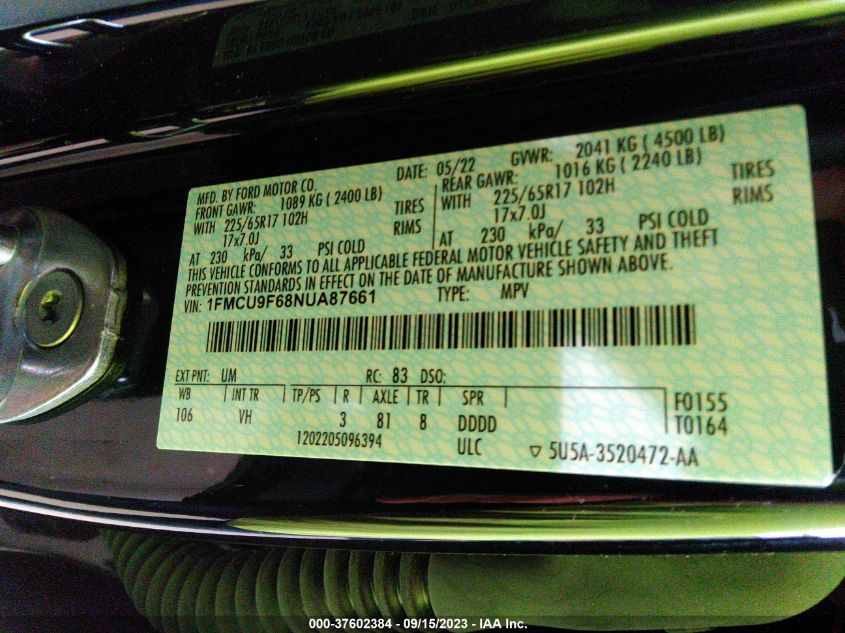 MFD. BY FORD MOTOR CO. DATE: 05/22 GVWR: 2041 KG ( 4500 LB)
FRONT GAWR: 1089 KG ( 2400 LB) REAR GAWR: 1016 KG ( 2240 LB)
WITH 225/65R17 102H TIRES WITH 225/65R17 102H TIRES
17x7.0J RIMS 17x7.0J RIMS
AT 230 kPa/ 33 PSI COLD AT 230 kPa/ 33 PSI COLD
THIS VEHICLE CONFORMS TO ALL APPLICABLE FEDERAL MOTOR VEHICLE SAFETY AND THEFT
PREVENTION STANDARDS IN EFFECT ON THE DATE OF MANUFACTURE SHOWN ABOVE.
VIN: 1FMCU9F68NUA87661 TYPE: MPV
EXT PNT: UM RC: 83 DSO:
WB INT TR TP/PS R AXLE TR SPR F0155
106 VH 3 81 8 DDDD T0164
1202205096394 ULC ▽ 5U5A-3520472-AA
000-37602384 - 09/15/2023 - IAA Inc.